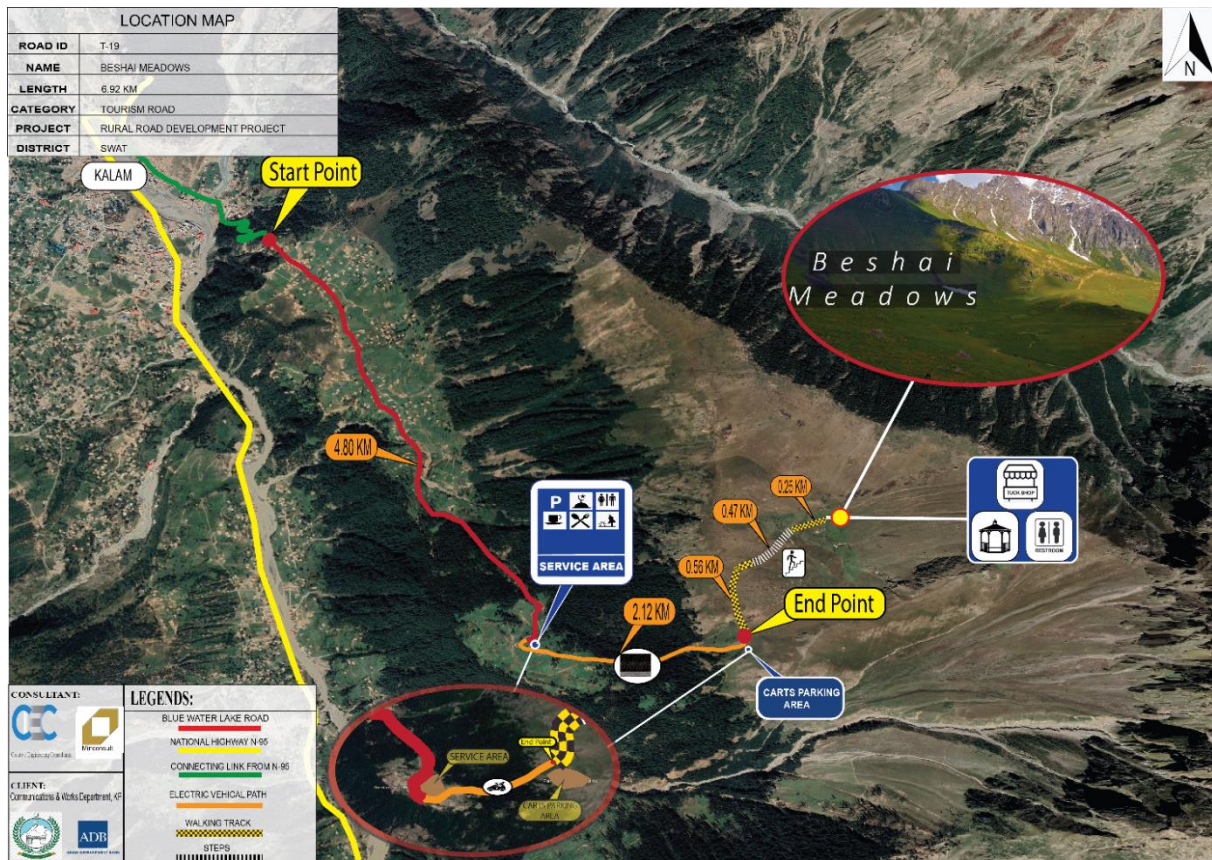 LOCATION MAP
ROAD ID T-19
NAME BESHAI MEADOWS
LENGTH 6.92 KM
CATEGORY TOURISM ROAD
PROJECT RURAL ROAD DEVELOPMENT PROJECT
DISTRICT SWAT
N
KALAM
Start Point
Beshai
Meadows
4.80 KM
P
SERVICE AREA
0.25 KM
0.47 KM
0.56 KM
TUCK SHOP
RESTROOM
2.12 KM
End Point
CARTS PARKING
AREA
SERVICE AREA
End Point
CARTS PARKING
AREA
CONSULTANT:
CEC
Mirconsult
CLIENT:
Communications & Works Department, KP
ADB
LEGENDS:
BLUE WATER LAKE ROAD
NATIONAL HIGHWAY N-95
CONNECTING LINK FROM N-95
ELECTRIC VEHICAL PATH
WALKING TRACK
STEPS